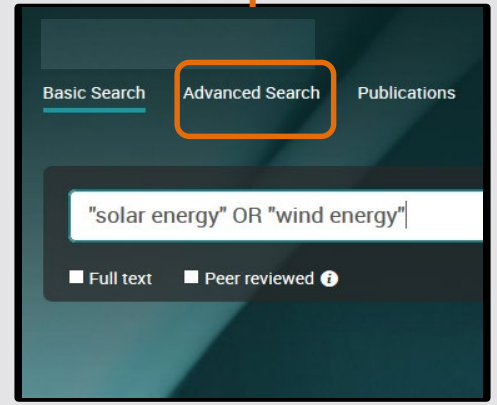 Basic Search Advanced Search Publications
"solar energy" OR "wind energy"
Full text Peer reviewed i